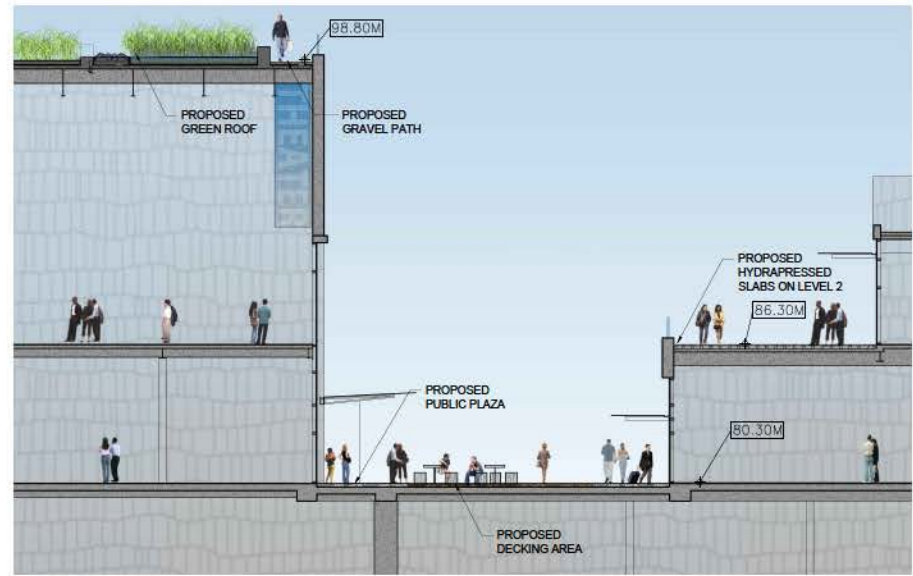 98.80M
PROPOSED
GREEN ROOF
PROPOSED
GRAVEL PATH
THEATER
PROPOSED
HYDRAPRESSED
SLABS ON LEVEL 2
86.30M
PROPOSED
PUBLIC PLAZA
80.30M
PROPOSED
DECKING AREA